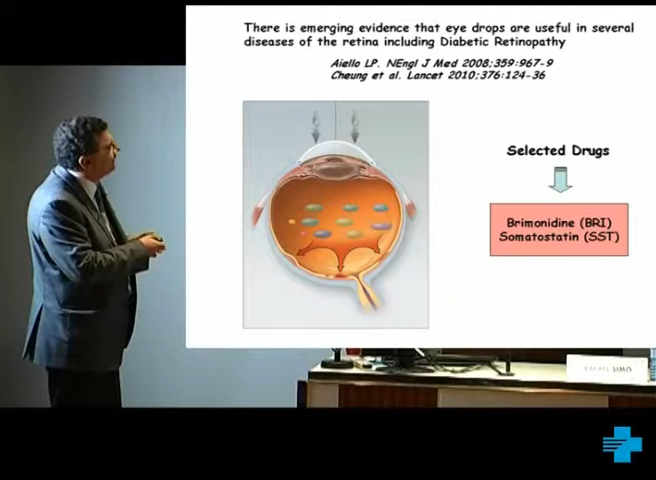 There is emerging evidence that eye drops are useful in several
diseases of the retina including Diabetic Retinopathy
Aiello LP. NEngl J Med 2008;359:967-9
Cheung et al. Lancet 2010;376:124-36
Selected Drugs
Brimonidine (BRI)
Somatostatin (SST)
SIMO